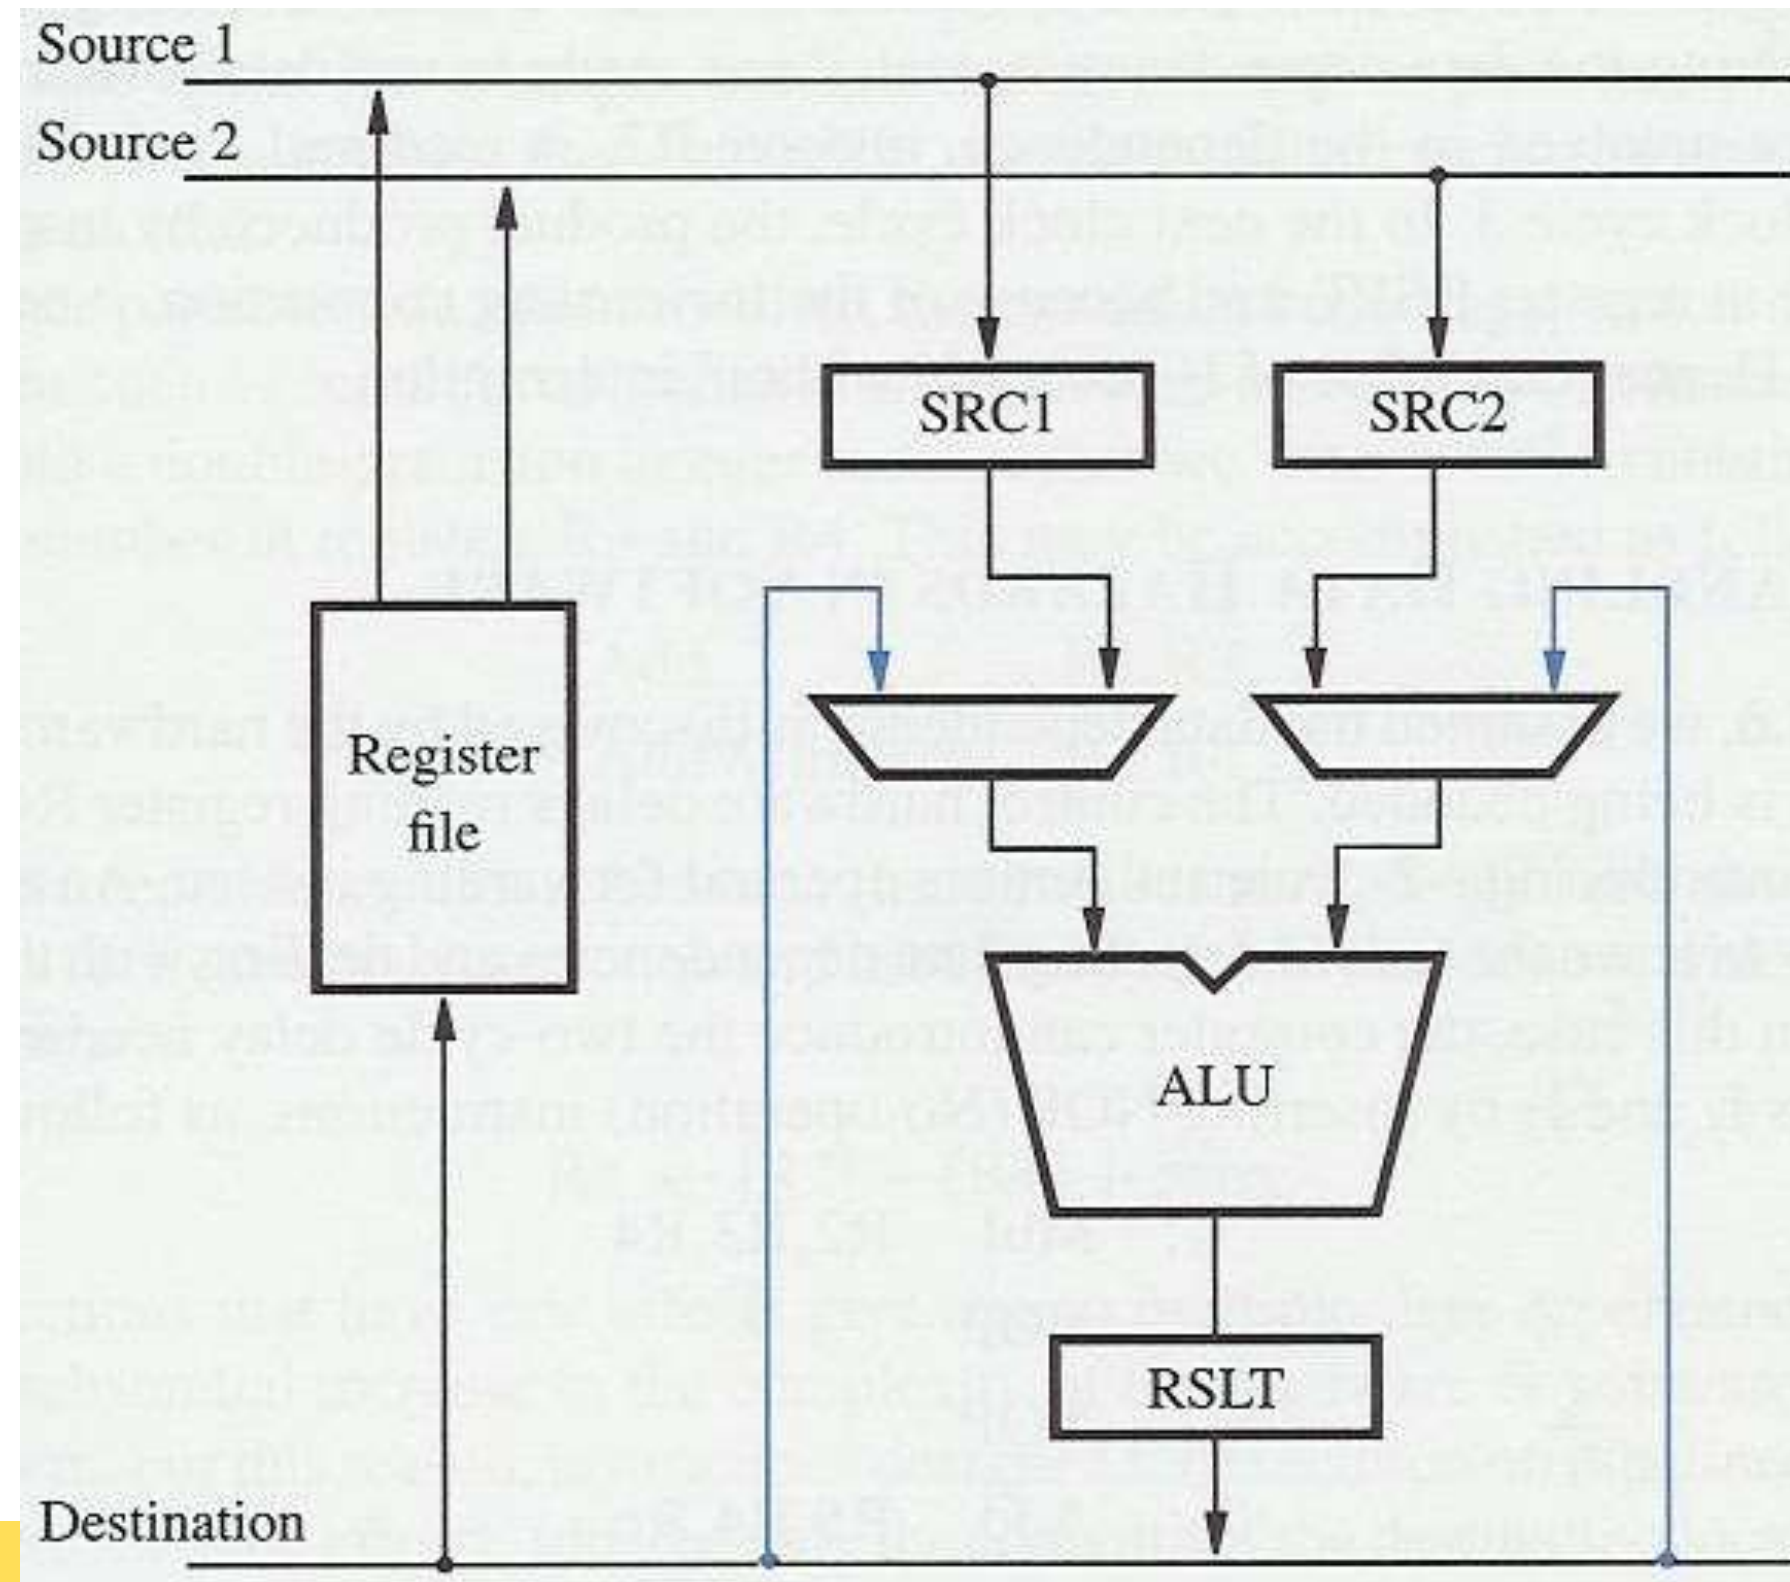 Source 1
Source 2
SRC1
SRC2
Register
file
ALU
RSLT
Destination